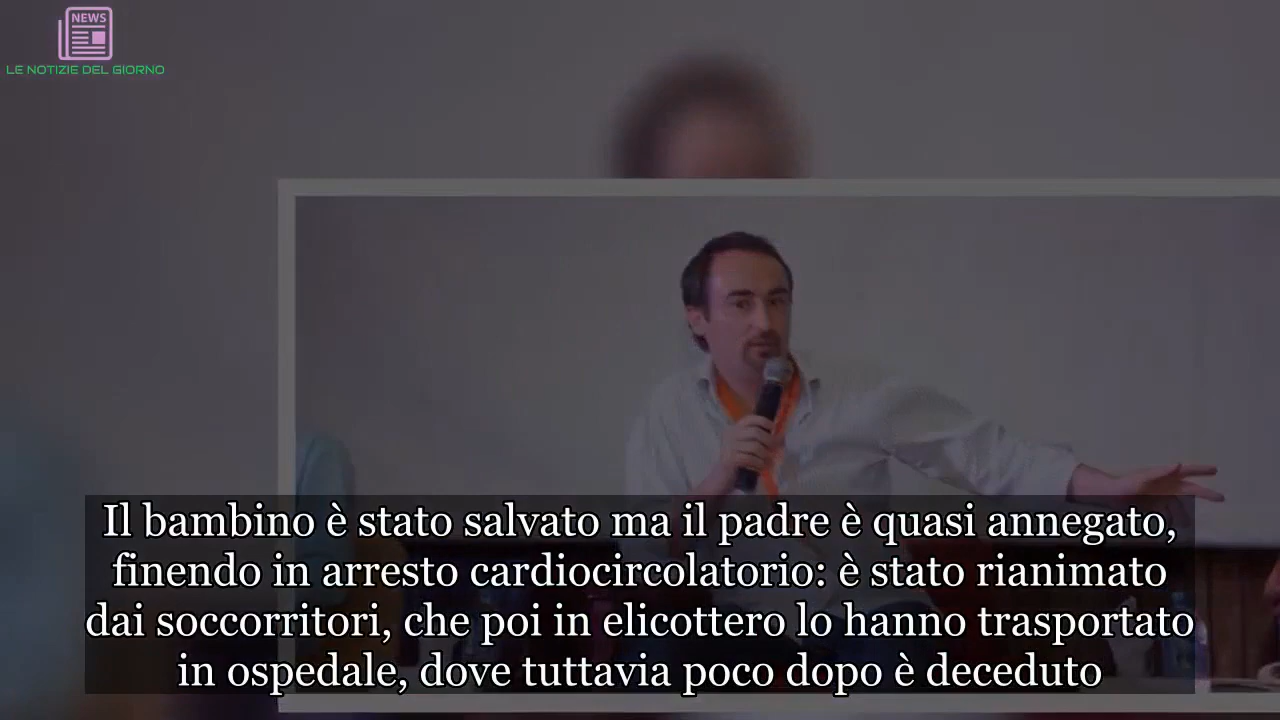 NEWS
LE NOTIZIE DEL GIORNO
Il bambino è stato salvato ma il padre è quasi annegato,
finendo in arresto cardiocircolatorio: è stato rianimato
dai soccorritori, che poi in elicottero lo hanno trasportato
in ospedale, dove tuttavia poco dopo è deceduto